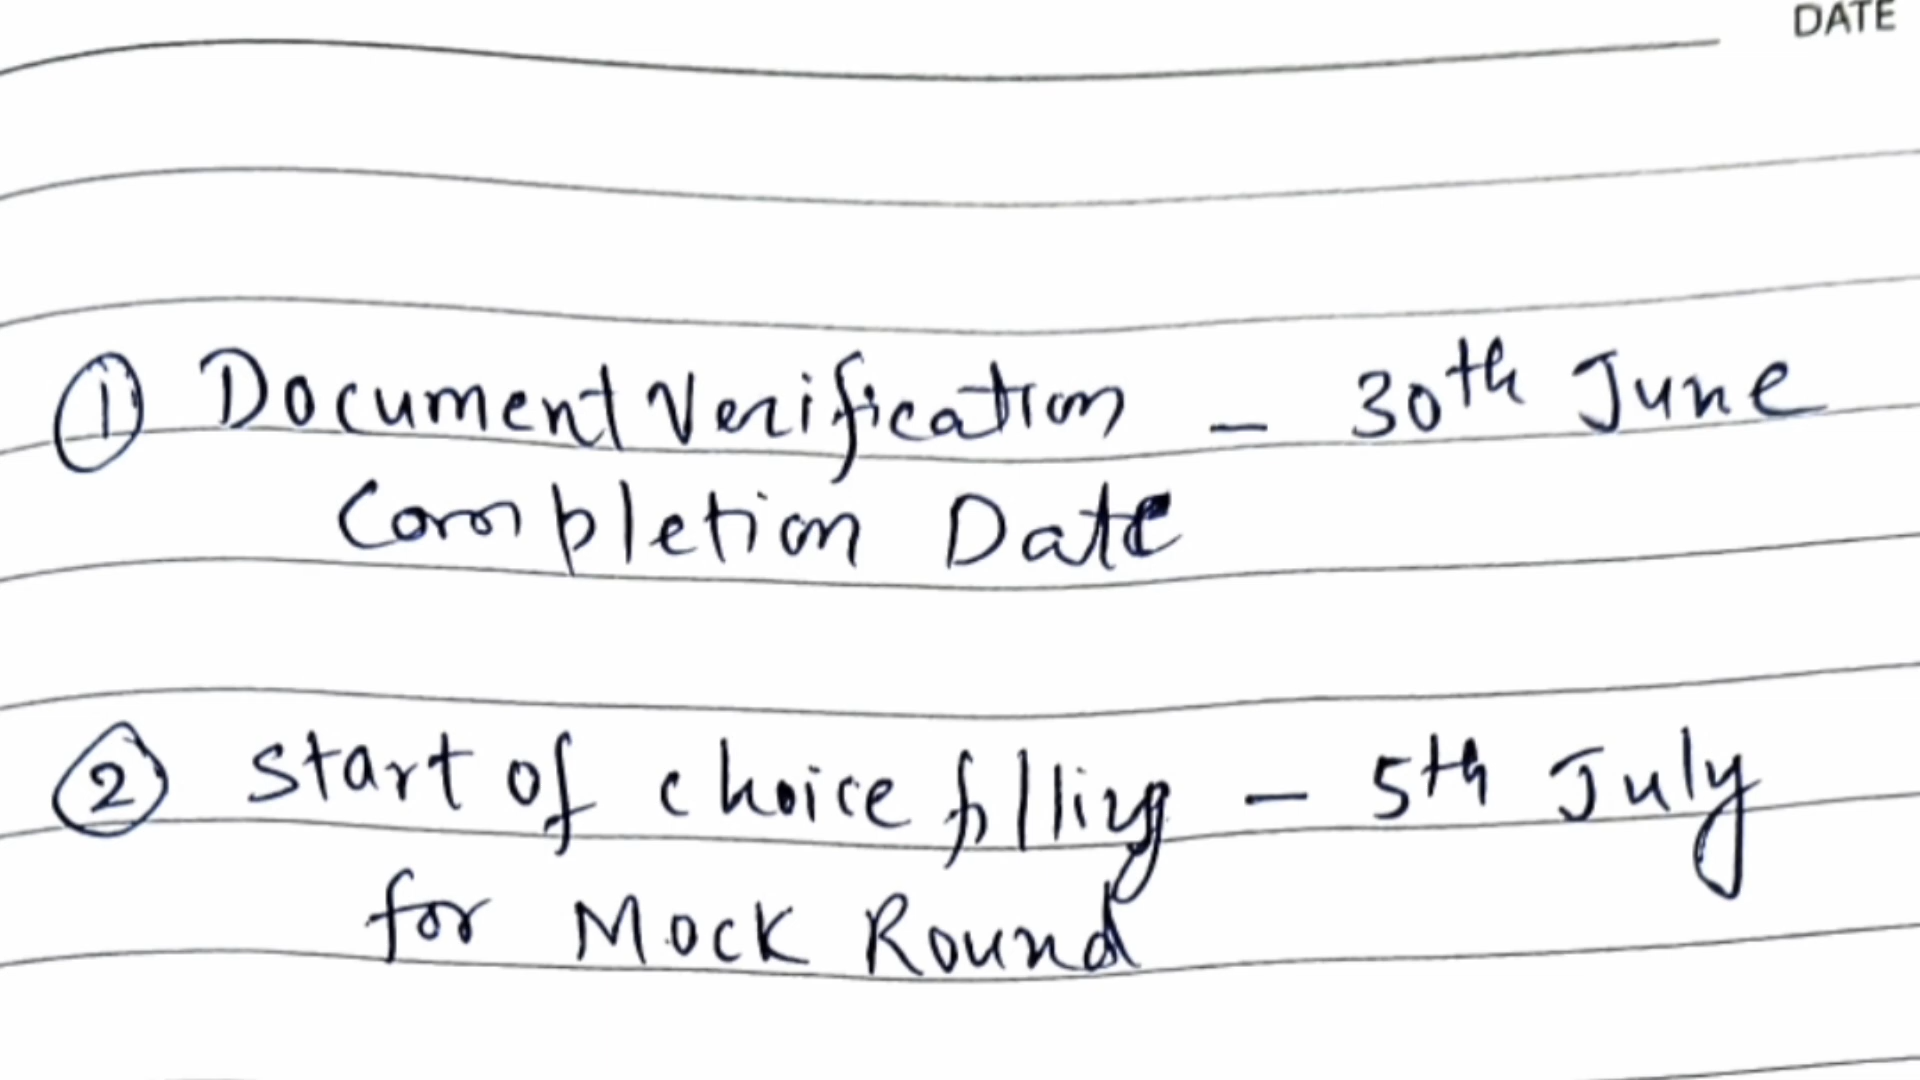 DATE
① Document Verification - 30th June
Completion Date
② Start of choice filling - 5th July
for Mock Round